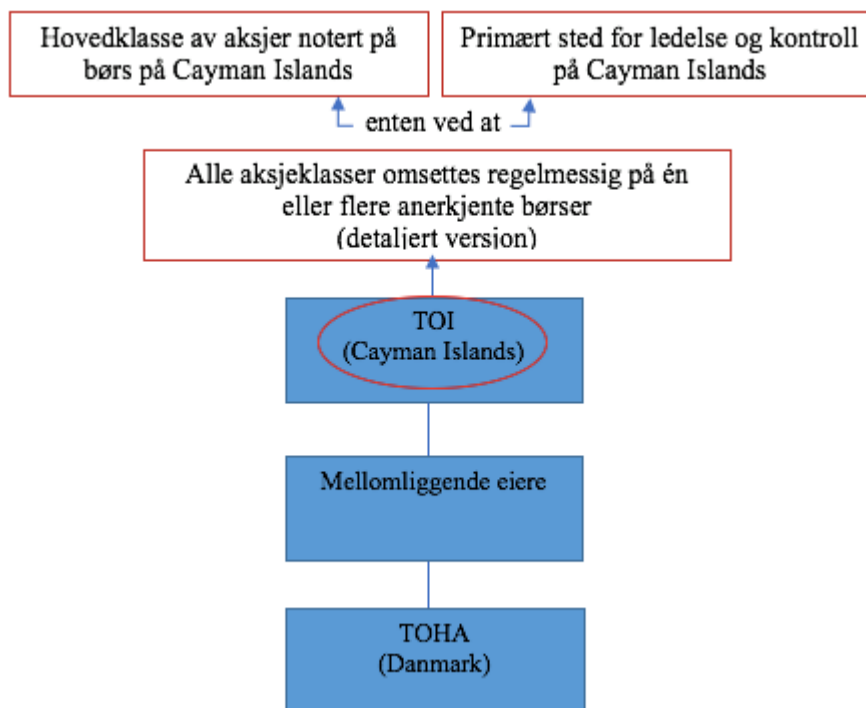 Hovedklasse av aksjer notert på
børs på Cayman Islands
Primært sted for ledelse og kontroll
på Cayman Islands
enten ved at
Alle aksjeklasser omsettes regelmessig på én
eller flere anerkjente børser
(detaljert versjon)
TOI
(Cayman Islands)
Mellomliggende eiere
TOHA
(Danmark)